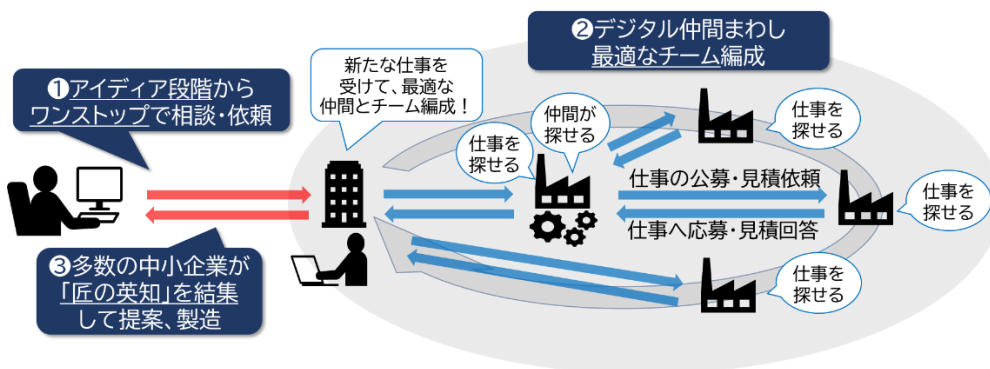 ❶アイディア段階から
ワンストップで相談・依頼
新たな仕事を
受けて、最適な
仲間とチーム編成！
❷デジタル仲間まわし
最適なチーム編成
仕事を
探せる
仲間が
探せる
仕事を
探せる
仕事の公募・見積依頼
仕事へ応募・見積回答
仕事を
探せる
仕事を
探せる
❸多数の中小企業が
「匠の英知」を結集
して提案、製造